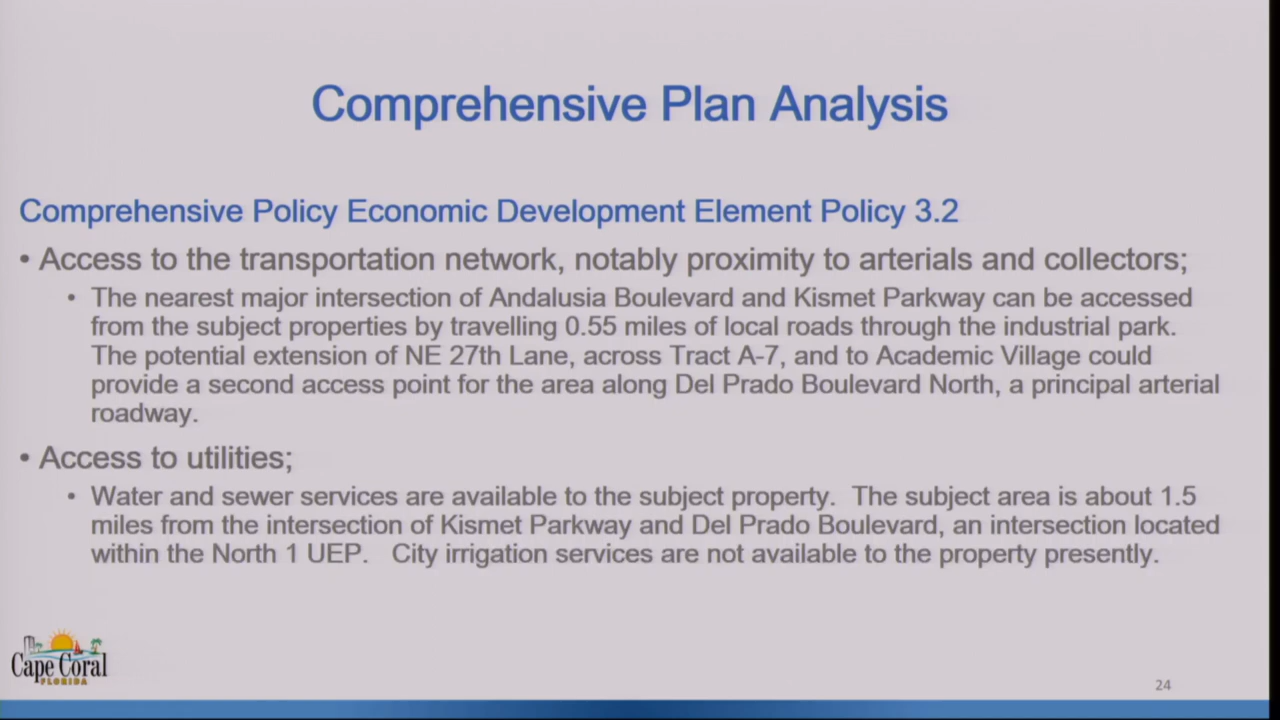 Comprehensive Plan Analysis
Comprehensive Policy Economic Development Element Policy 3.2
• Access to the transportation network, notably proximity to arterials and collectors;
• The nearest major intersection of Andalusia Boulevard and Kismet Parkway can be accessed
from the subject properties by travelling 0.55 miles of local roads through the industrial park.
The potential extension of NE 27th Lane, across Tract A-7, and to Academic Village could
provide a second access point for the area along Del Prado Boulevard North, a principal arterial
roadway.
• Access to utilities;
• Water and sewer services are available to the subject property.  The subject area is about 1.5
miles from the intersection of Kismet Parkway and Del Prado Boulevard, an intersection located
within the North 1 UEP.   City irrigation services are not available to the property presently.
Cape Coral
FLORIDA
24